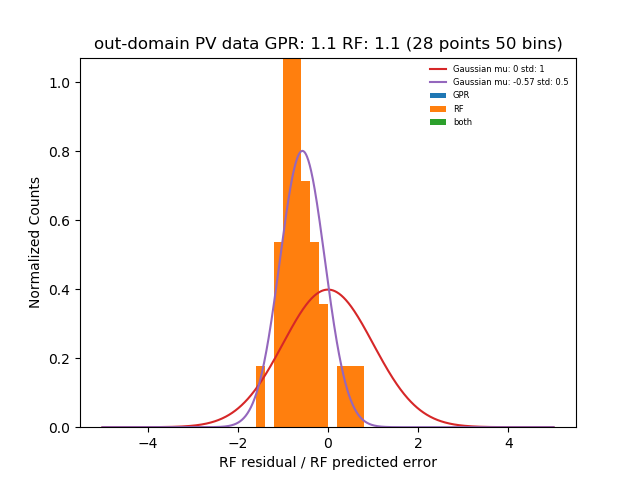 out-domain PV data GPR: 1.1 RF: 1.1 (28 points 50 bins)
Gaussian mu: 0 std: 1
Gaussian mu: -0.57 std: 0.5
GPR
RF
both
Normalized Counts
1.0
0.8
0.6
0.4
0.2
0.0
−4
−2
0
2
4
RF residual / RF predicted error